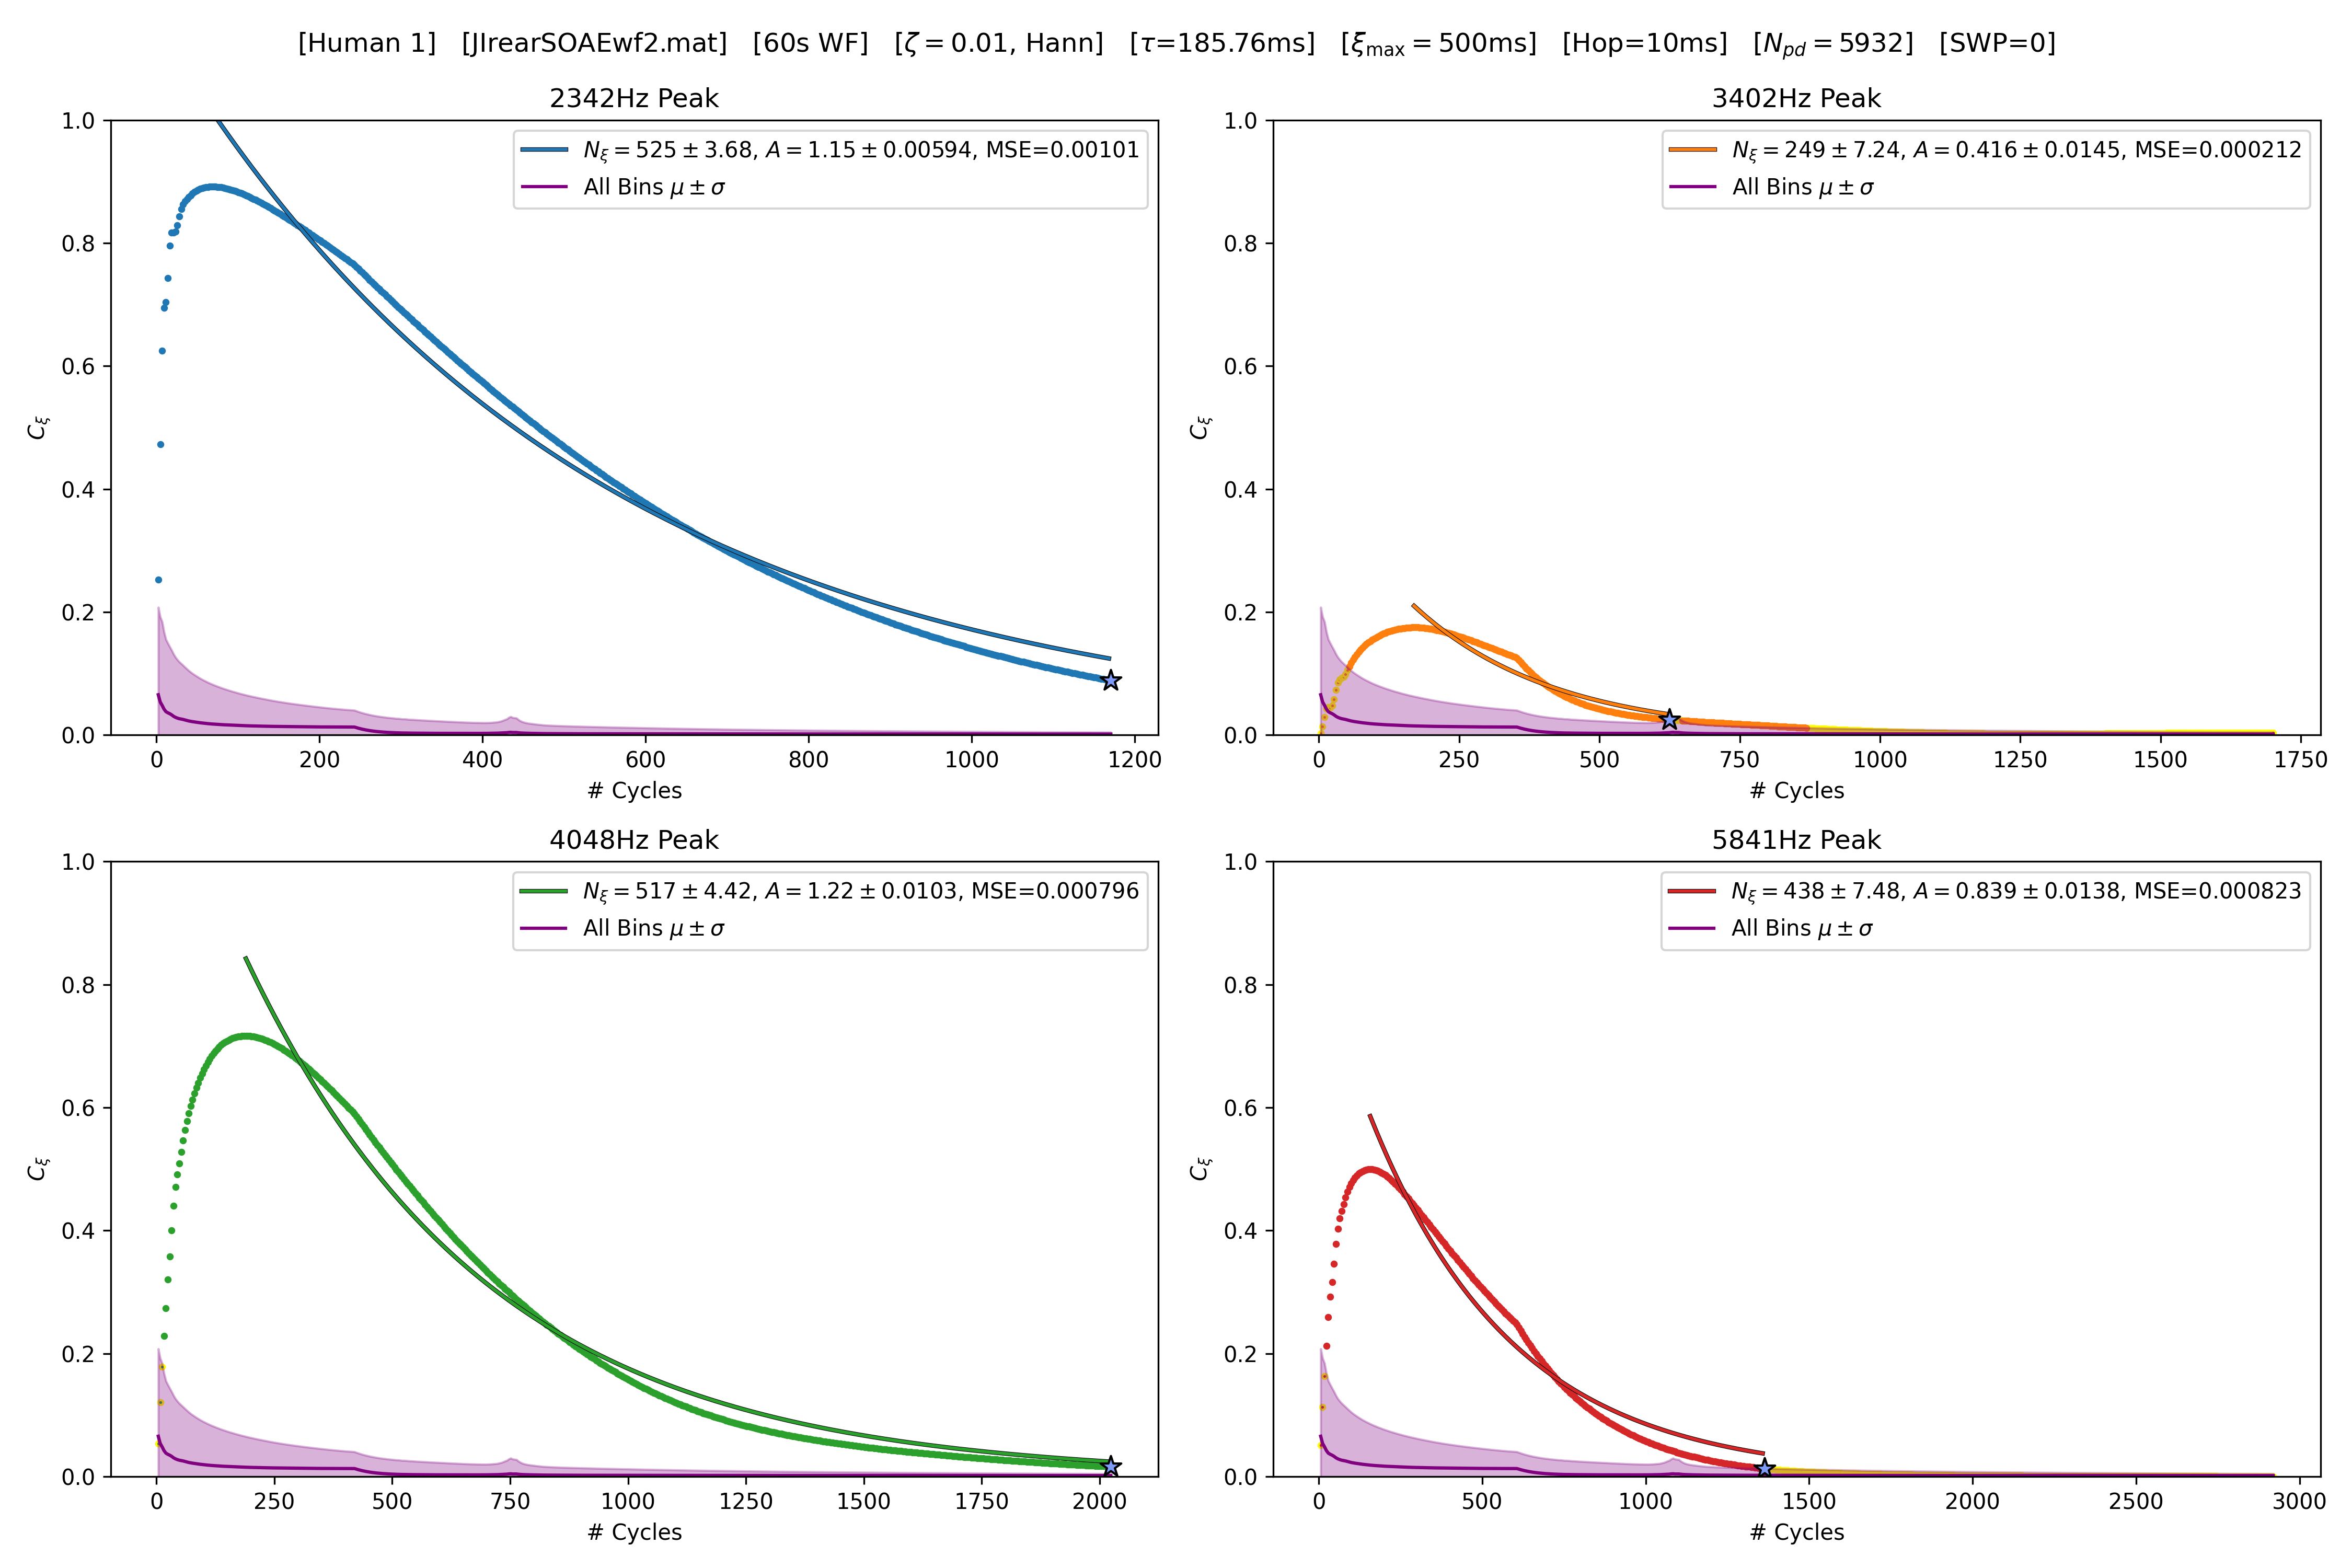 [Human 1] [JIrearSOAEwf2.mat] [60s WF] [ζ = 0.01, Hann] [τ=185.76ms] [ξmax = 500ms] [Hop=10ms] [Npd = 5932] [SWP=0]
2342Hz Peak
Nξ = 525 ± 3.68, A = 1.15 ± 0.00594, MSE=0.00101
All Bins μ ± σ
1.0
0.8
0.6
0.4
0.2
0.0
Cξ
0 200 400 600 800 1000 1200
# Cycles
3402Hz Peak
Nξ = 249 ± 7.24, A = 0.416 ± 0.0145, MSE=0.000212
All Bins μ ± σ
1.0
0.8
0.6
0.4
0.2
0.0
Cξ
0 250 500 750 1000 1250 1500 1750
# Cycles
4048Hz Peak
Nξ = 517 ± 4.42, A = 1.22 ± 0.0103, MSE=0.000796
All Bins μ ± σ
1.0
0.8
0.6
0.4
0.2
0.0
Cξ
0 250 500 750 1000 1250 1500 1750 2000
# Cycles
5841Hz Peak
Nξ = 438 ± 7.48, A = 0.839 ± 0.0138, MSE=0.000823
All Bins μ ± σ
1.0
0.8
0.6
0.4
0.2
0.0
Cξ
0 500 1000 1500 2000 2500 3000
# Cycles